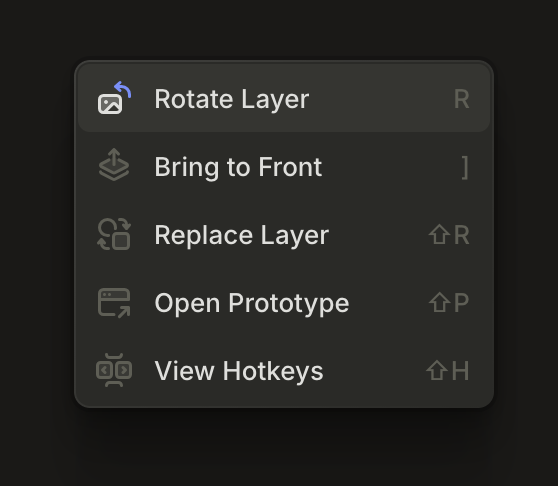 Rotate Layer R
Bring to Front ]
Replace Layer ⇧R
Open Prototype ⇧P
View Hotkeys ⇧H